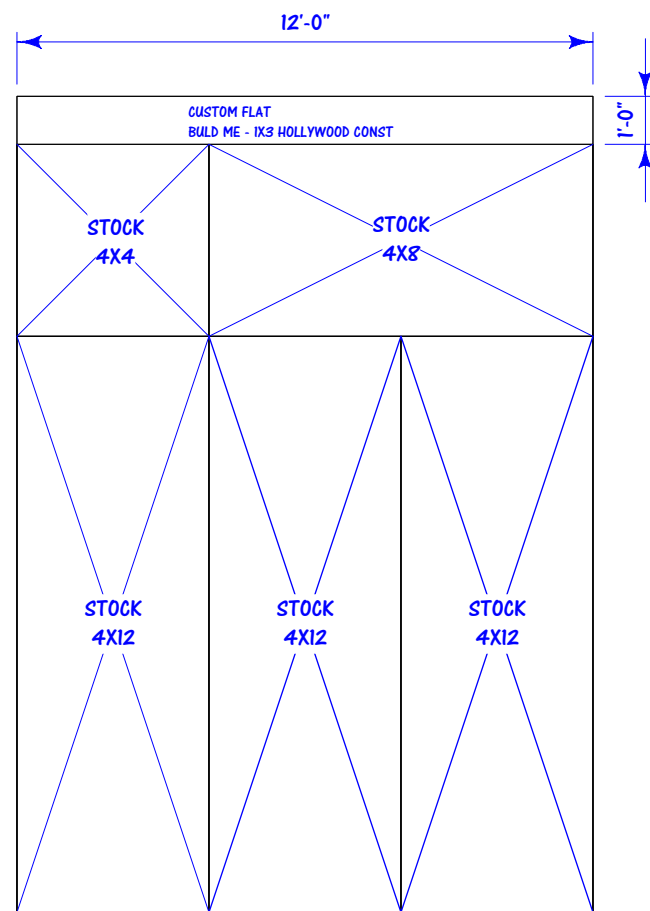 12'-0"
CUSTOM FLAT
BULD ME - 1X3 HOLLYWOOD CONST
1'-0"
STOCK
4X4
STOCK
4X8
STOCK
4X12
STOCK
4X12
STOCK
4X12